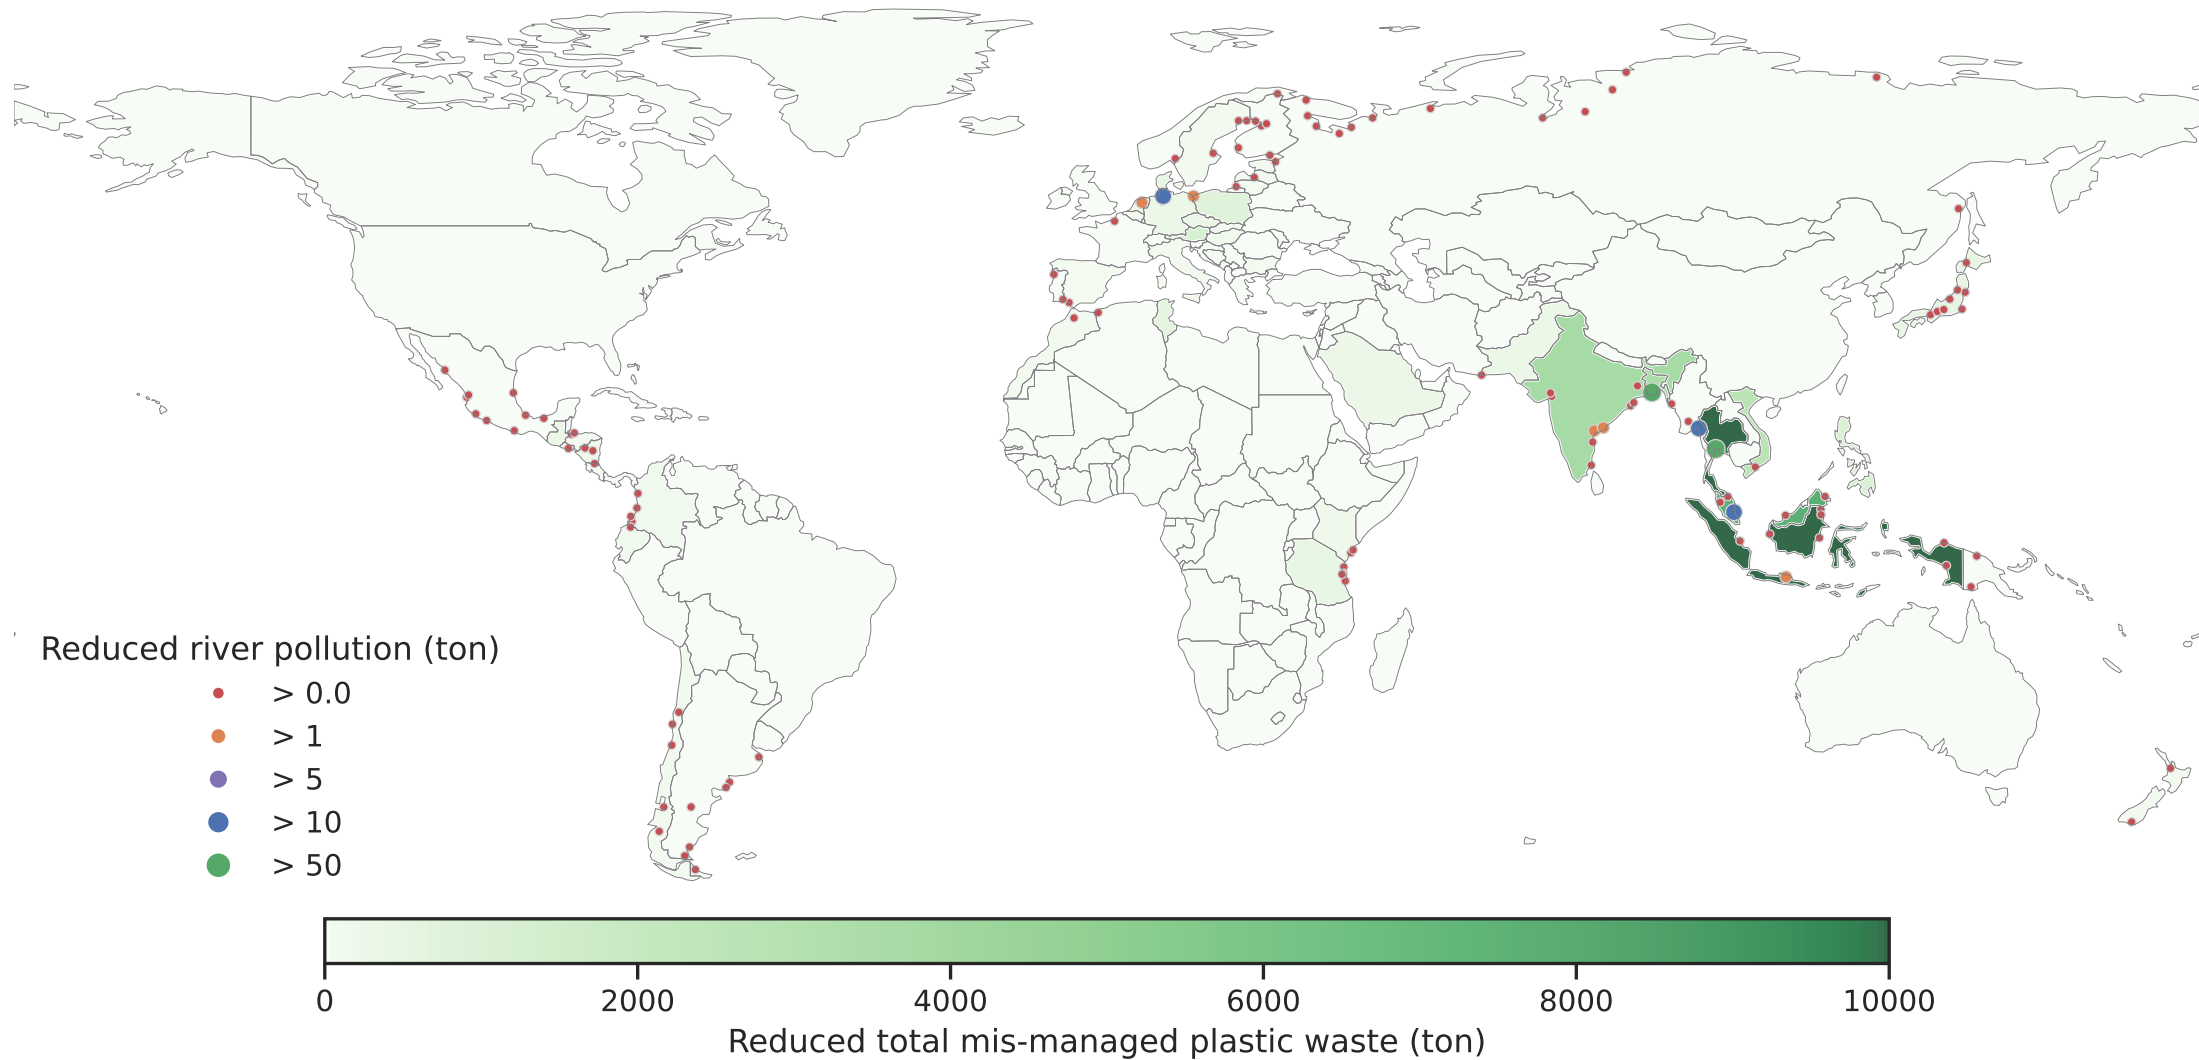 Reduced river pollution (ton)
> 0.0
> 1
> 5
> 10
> 50
0 2000 4000 6000 8000 10000
Reduced total mis-managed plastic waste (ton)